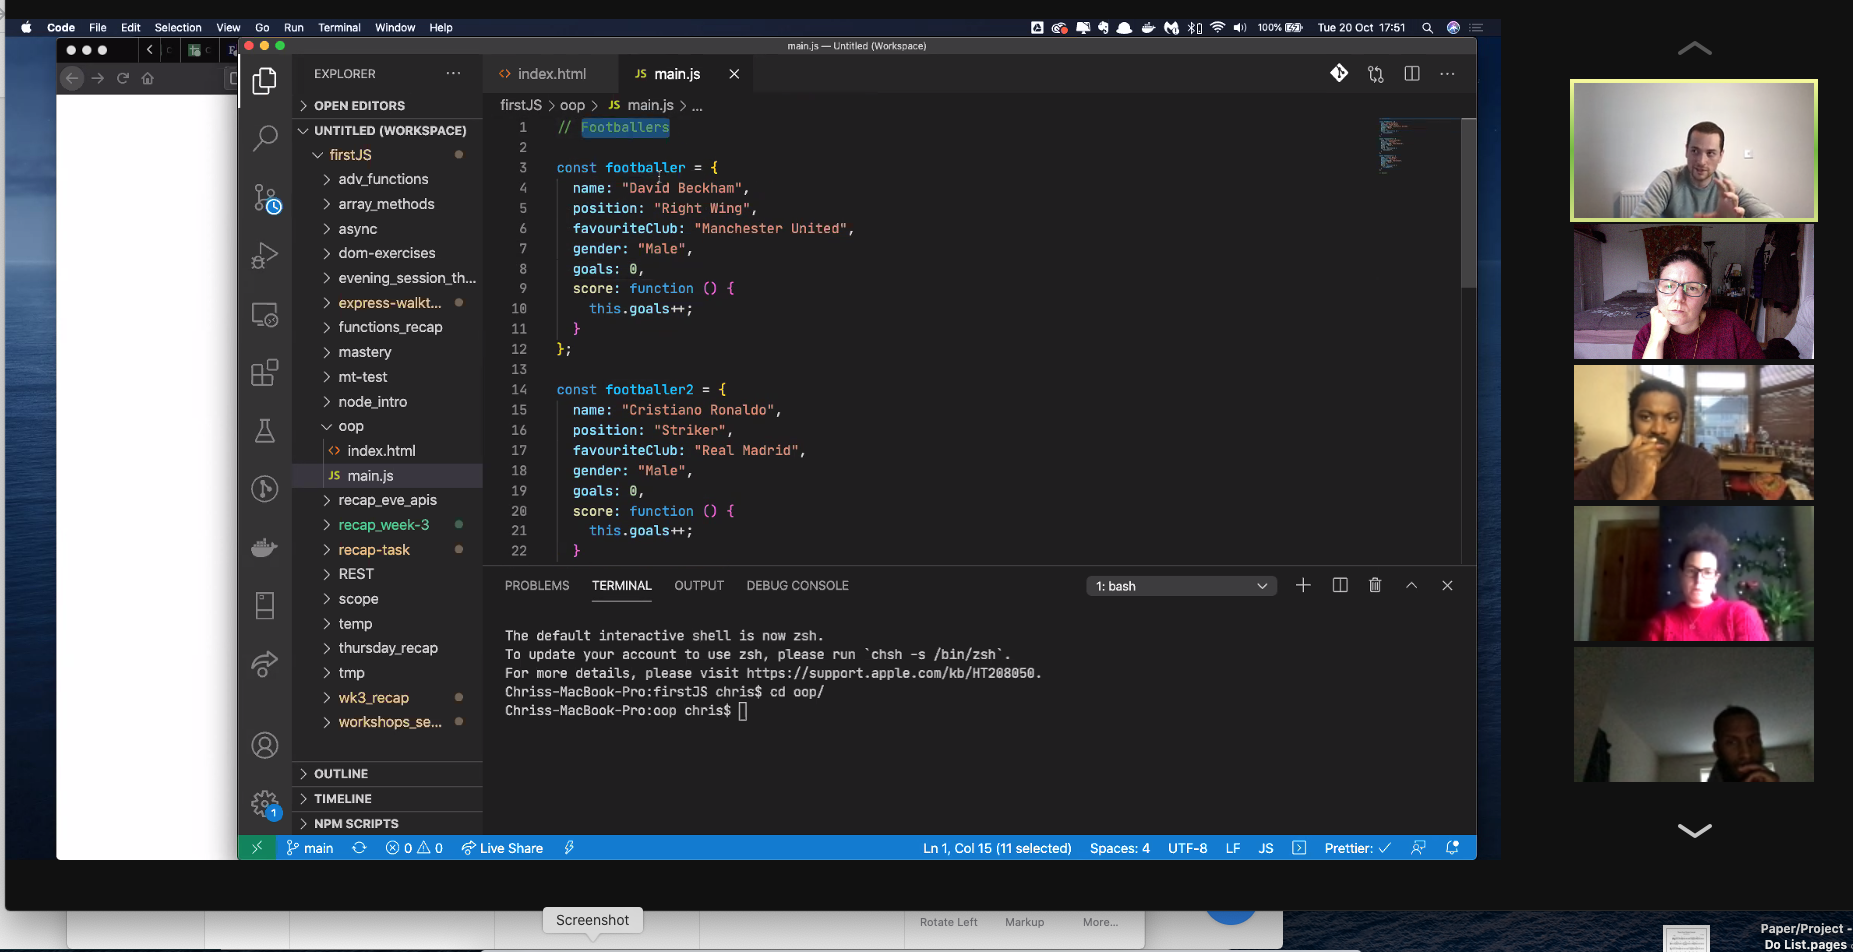 Code File Edit Selection View Go Run Terminal Window Help
100% Tue 20 Oct 17:51
main.js — Untitled (Workspace)
EXPLORER
index.html
JS main.js
OPEN EDITORS
firstJS > oop > JS main.js > ...
UNTITLED (WORKSPACE)
firstJS
adv_functions
array_methods
async
dom-exercises
evening_session_th...
express-walkt...
functions_recap
mastery
mt-test
node_intro
oop
index.html
JS main.js
recap_eve_apis
recap_week-3
recap-task
REST
scope
temp
thursday_recap
tmp
wk3_recap
workshops_se...
OUTLINE
TIMELINE
NPM SCRIPTS
1
1 // Footballers
2
3 const footballer = {
4 name: "David Beckham",
5 position: "Right Wing",
6 favouriteClub: "Manchester United",
7 gender: "Male",
8 goals: 0,
9 score: function () {
10 this.goals++;
11 }
12 };
13
14 const footballer2 = {
15 name: "Cristiano Ronaldo",
16 position: "Striker",
17 favouriteClub: "Real Madrid",
18 gender: "Male",
19 goals: 0,
20 score: function () {
21 this.goals++;
22 }
PROBLEMS TERMINAL OUTPUT DEBUG CONSOLE
1: bash
The default interactive shell is now zsh.
To update your account to use zsh, please run `chsh -s /bin/zsh`.
For more details, please visit https://support.apple.com/kb/HT208050.
Chriss-MacBook-Pro:firstJS chris$ cd oop/
Chriss-MacBook-Pro:oop chris$
main 0 0 Live Share
Ln 1, Col 15 (11 selected) Spaces: 4 UTF-8 LF JS Prettier: ✓
Screenshot
Rotate Left Markup More...
Paper/Project -
Do List.pages